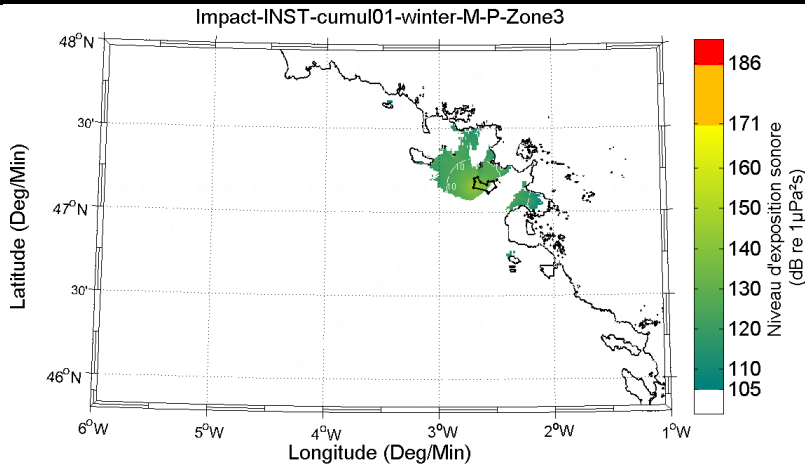 Impact-INST-cumul01-winter-M-P-Zone3
48°N
30'
47°N
30'
46°N
6°W
5°W
4°W
3°W
2°W
1°W
Latitude (Deg/Min)
Longitude (Deg/Min)
10
10
186
171
160
150
140
130
120
110
105
Niveau d'exposition sonore
(dB re 1µPa²s)